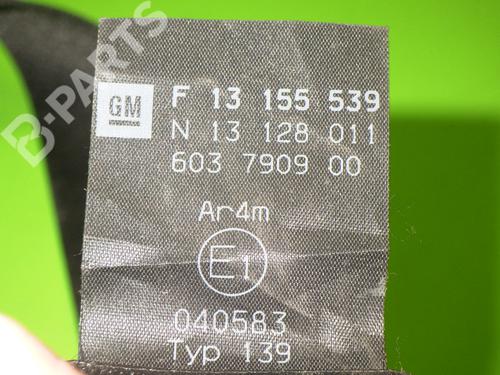 B-PARTS
GM
F 13 155 539
N 13 128 011
603 7909 00
Ar4m
E1
040583
Typ 139